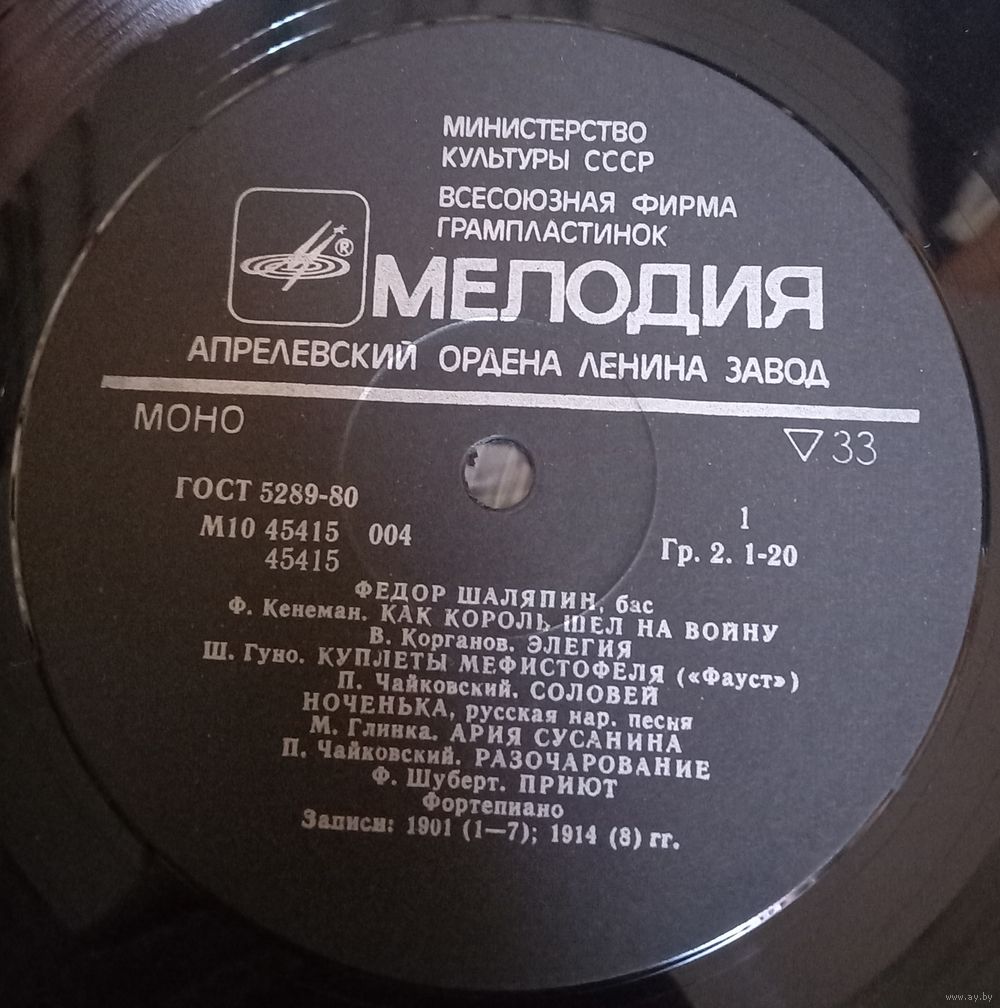 МИНИСТЕРСТВО
КУЛЬТУРЫ СССР
ВСЕСОЮЗНАЯ ФИРМА
ГРАМПЛАСТИНОК
®
МЕЛОДИЯ
АПРЕЛЕВСКИЙ ОРДЕНА ЛЕНИНА ЗАВОД
МОНО
▽ 33
ГОСТ 5289-80
М10 45415 004
45415
1
Гр. 2. 1-20
ФЕДОР ШАЛЯПИН, бас
Ф. Кенеман. КАК КОРОЛЬ ШЕЛ НА ВОЙНУ
В. Корганов. ЭЛЕГИЯ
Ш. Гуно. КУПЛЕТЫ МЕФИСТОФЕЛЯ («Фауст»)
П. Чайковский. СОЛОВЕЙ
НОЧЕНЬКА, русская нар. песня
М. Глинка. АРИЯ СУСАНИНА
П. Чайковский. РАЗОЧАРОВАНИЕ
Ф. Шуберт. ПРИЮТ
Фортепиано
Записи: 1901 (1—7); 1914 (8) гг.
www.ay.by